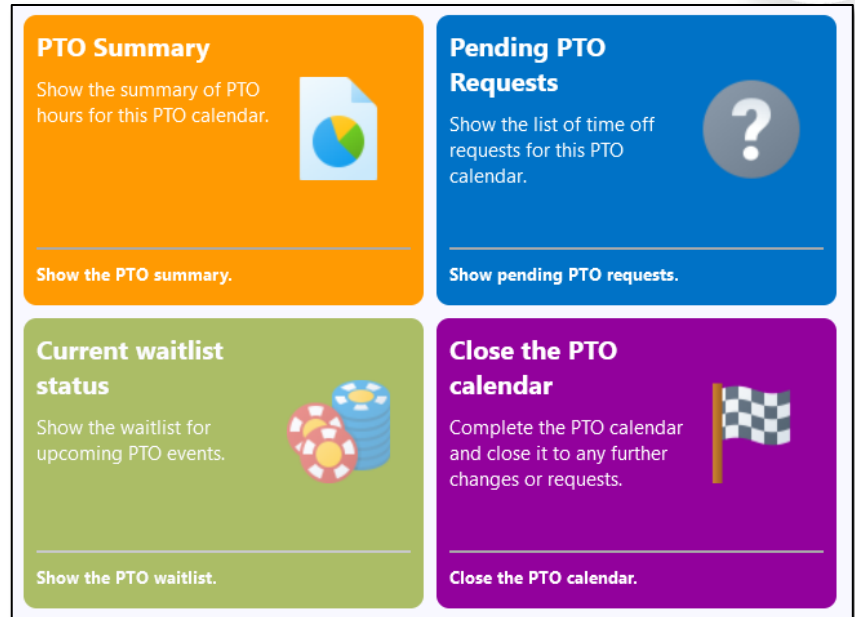 PTO Summary
Show the summary of PTO
hours for this PTO calendar.
Show the PTO summary.
Pending PTO
Requests
Show the list of time off
requests for this PTO
calendar.
?
Show pending PTO requests.
Current waitlist
status
Show the waitlist for
upcoming PTO events.
Show the PTO waitlist.
Close the PTO
calendar
Complete the PTO calendar
and close it to any further
changes or requests.
Close the PTO calendar.